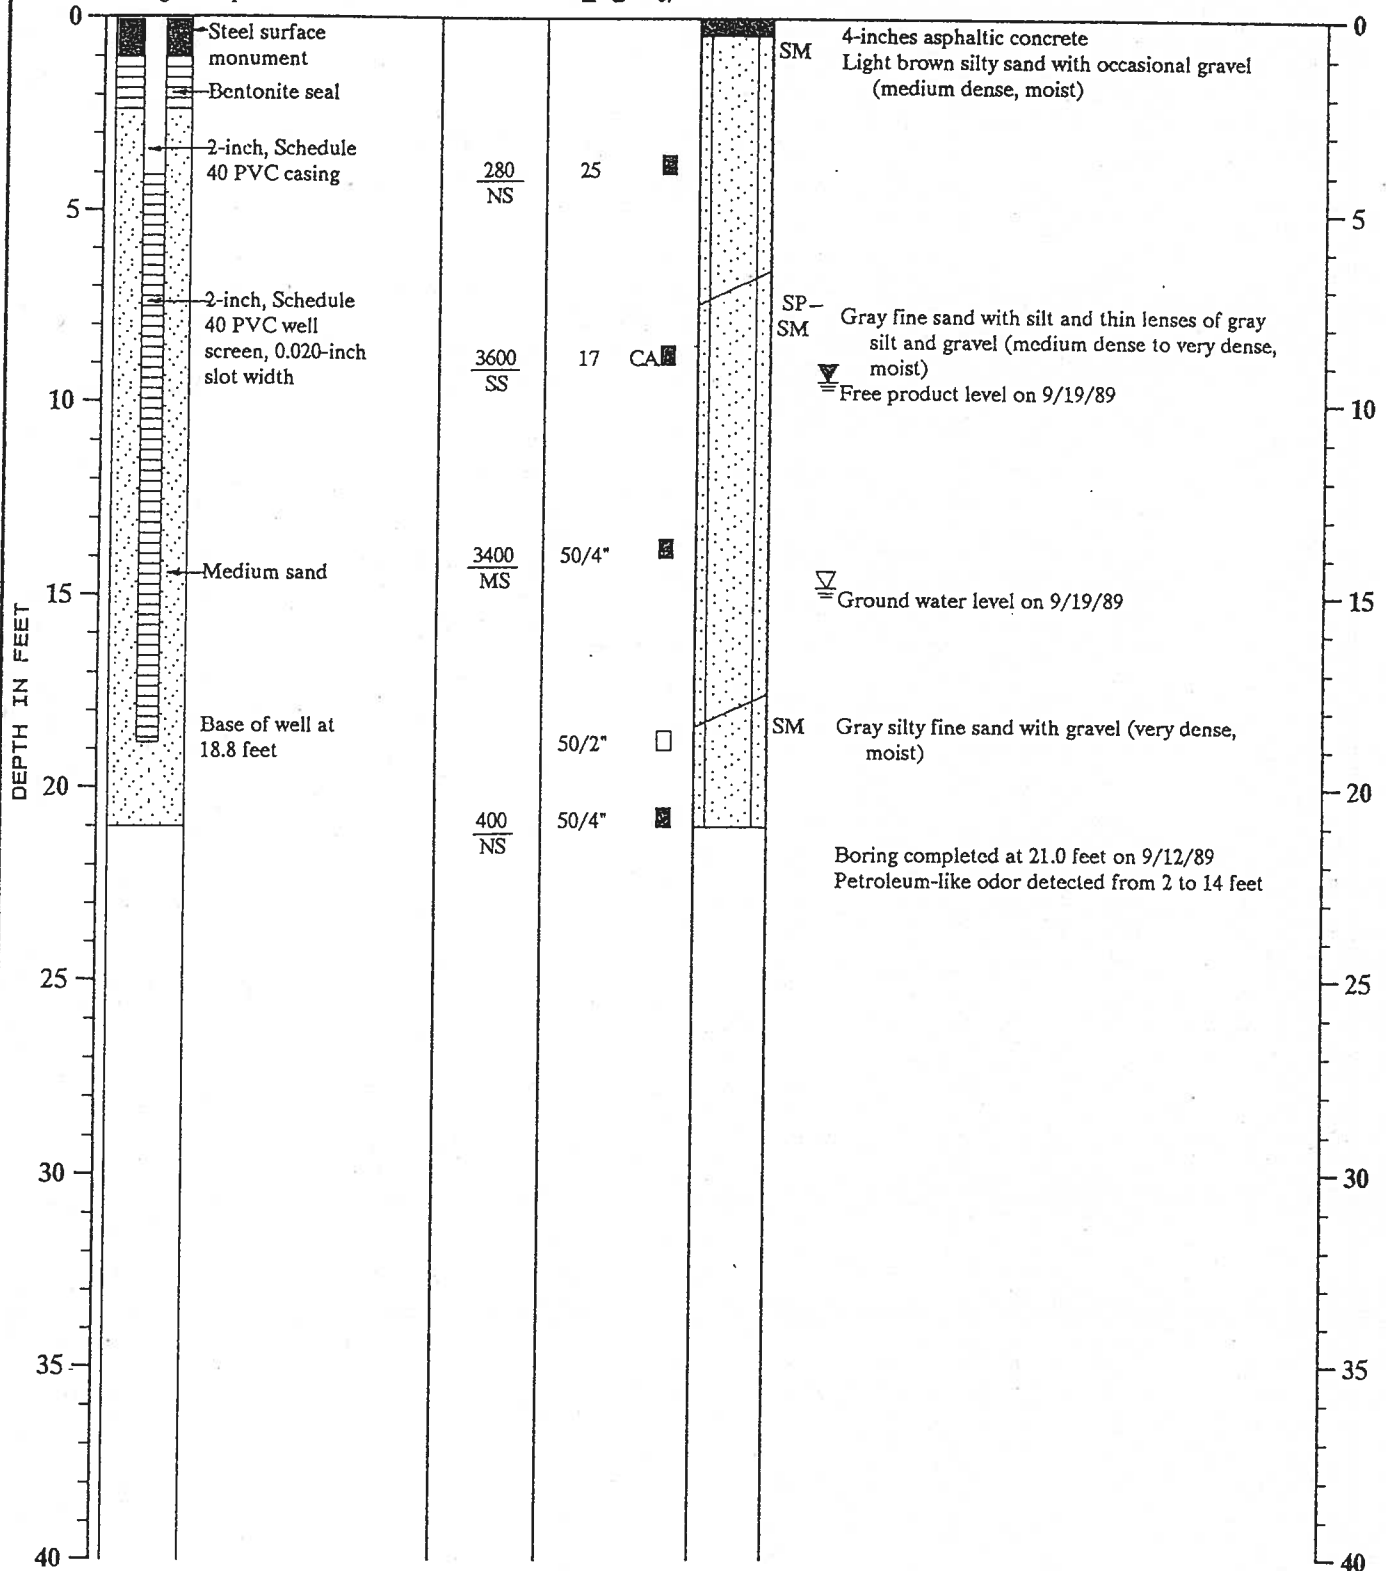 0
Steel surface
monument
Bentonite seal
2-inch, Schedule
40 PVC casing
5
2-inch, Schedule
40 PVC well
screen, 0.020-inch
slot width
10
Medium sand
15
Base of well at
18.8 feet
20
25
30
35
40
DEPTH IN FEET
280
NS
25
3600
SS
17
CA
3400
MS
50/4"
50/2"
400
NS
50/4"
SM
4-inches asphaltic concrete
Light brown silty sand with occasional gravel
(medium dense, moist)
SP-
SM
Gray fine sand with silt and thin lenses of gray
silt and gravel (medium dense to very dense,
moist)
Free product level on 9/19/89
Ground water level on 9/19/89
SM
Gray silty fine sand with gravel (very dense,
moist)
Boring completed at 21.0 feet on 9/12/89
Petroleum-like odor detected from 2 to 14 feet
0
5
10
15
20
25
30
35
40